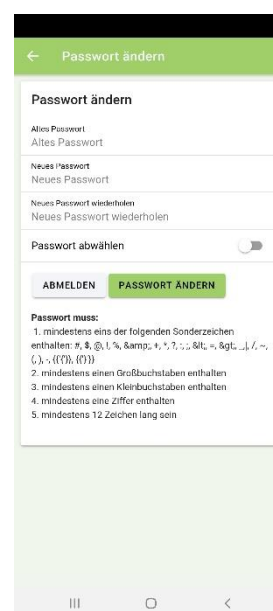 Passwort ändern
Passwort ändern
Altes Passwort
Altes Passwort
Neues Passwort
Neues Passwort
Neues Passwort wiederholen
Neues Passwort wiederholen
Passwort abwählen
ABMELDEN PASSWORT ÄNDERN
Passwort muss:
1. mindestens eins der folgenden Sonderzeichen
enthalten: #, $, @, !, %, &amp;, +, *, ?, -, ;, &lt;, =, &gt;, _,|, /, ~,
(, ), -, {{'{'}}, {{'}'}}
2. mindestens einen Großbuchstaben enthalten
3. mindestens einen Kleinbuchstaben enthalten
4. mindestens eine Ziffer enthalten
5. mindestens 12 Zeichen lang sein